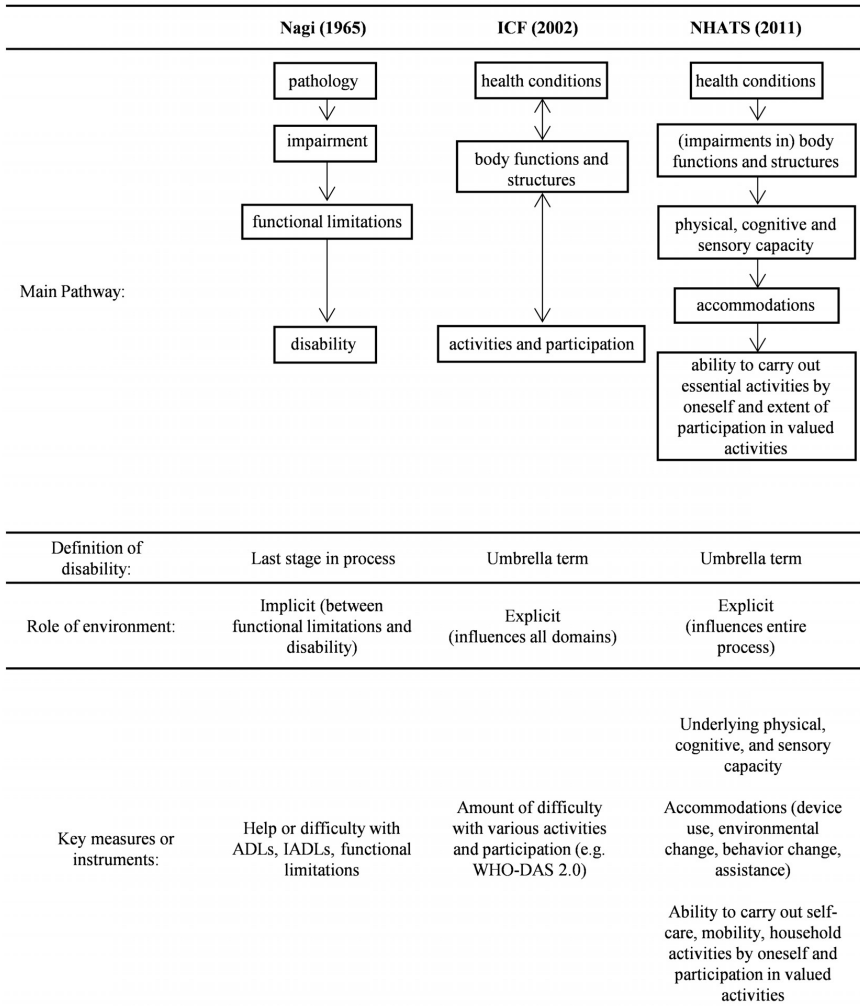 Nagi (1965) ICF (2002) NHATS (2011)
Main Pathway:
pathology
impairment
functional limitations
disability
health conditions
body functions and
structures
activities and participation
health conditions
(impairments in) body
functions and structures
physical, cognitive and
sensory capacity
accommodations
ability to carry out
essential activities by
oneself and extent of
participation in valued
activities
Definition of
disability:
Last stage in process
Umbrella term
Umbrella term
Role of environment:
Implicit (between
functional limitations and
disability)
Explicit
(influences all domains)
Explicit
(influences entire
process)
Key measures or
instruments:
Help or difficulty with
ADLs, IADLs, functional
limitations
Amount of difficulty
with various activities
and participation (e.g.
WHO-DAS 2.0)
Underlying physical,
cognitive, and sensory
capacity
Accommodations (device
use, environmental
change, behavior change,
assistance)
Ability to carry out self-
care, mobility, household
activities by oneself and
participation in valued
activities